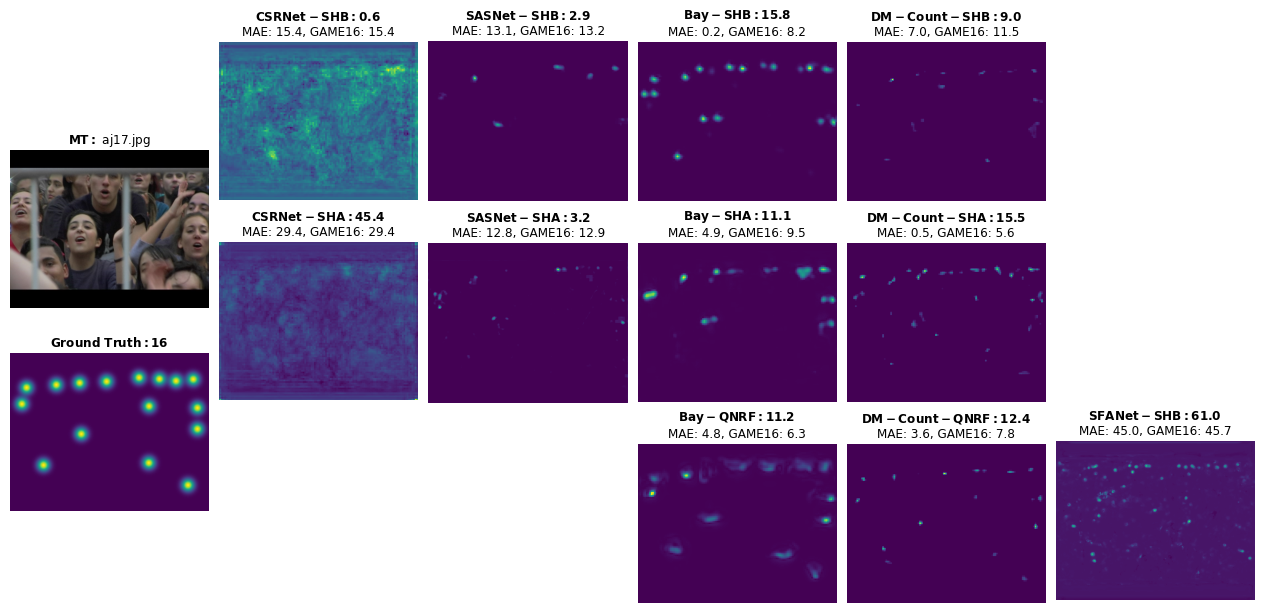 CSRNet − SHB : 0.6
MAE: 15.4, GAME16: 15.4
SASNet − SHB : 2.9
MAE: 13.1, GAME16: 13.2
Bay − SHB : 15.8
MAE: 0.2, GAME16: 8.2
DM − Count − SHB : 9.0
MAE: 7.0, GAME16: 11.5
MT : aj17.jpg
CSRNet − SHA : 45.4
MAE: 29.4, GAME16: 29.4
SASNet − SHA : 3.2
MAE: 12.8, GAME16: 12.9
Bay − SHA : 11.1
MAE: 4.9, GAME16: 9.5
DM − Count − SHA : 15.5
MAE: 0.5, GAME16: 5.6
Ground Truth : 16
Bay − QNRF : 11.2
MAE: 4.8, GAME16: 6.3
DM − Count − QNRF : 12.4
MAE: 3.6, GAME16: 7.8
SFANet − SHB : 61.0
MAE: 45.0, GAME16: 45.7